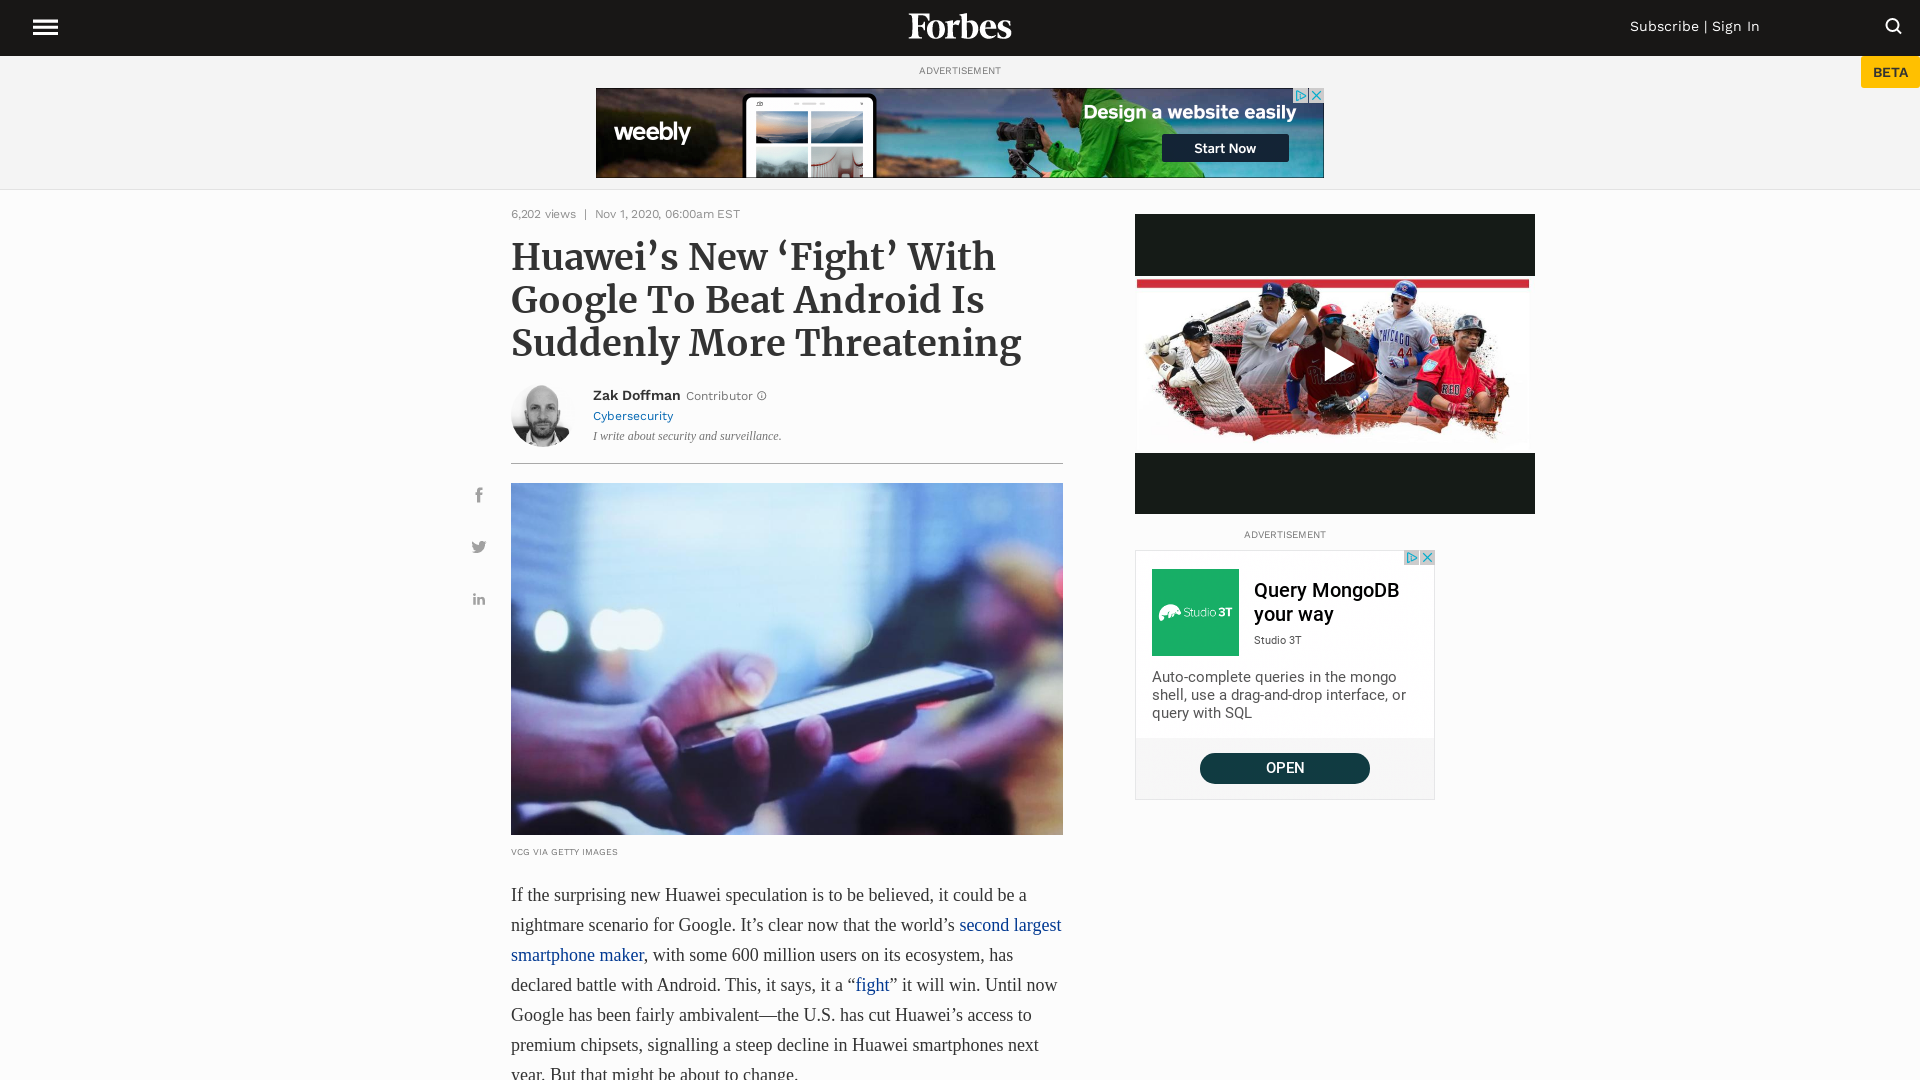 Forbes
Subscribe | Sign In
BETA
ADVERTISEMENT
weebly
Design a website easily
Start Now
6,202 views | Nov 1, 2020, 06:00am EST
Huawei’s New ‘Fight’ With
Google To Beat Android Is
Suddenly More Threatening
Zak Doffman Contributor
Cybersecurity
I write about security and surveillance.
VCG VIA GETTY IMAGES
If the surprising new Huawei speculation is to be believed, it could be a
nightmare scenario for Google. It’s clear now that the world’s second largest
smartphone maker, with some 600 million users on its ecosystem, has
declared battle with Android. This, it says, it a “fight” it will win. Until now
Google has been fairly ambivalent—the U.S. has cut Huawei’s access to
premium chipsets, signalling a steep decline in Huawei smartphones next
year. But that might be about to change.
CHICAGO
44
RED
ADVERTISEMENT
Studio 3T
Query MongoDB
your way
Studio 3T
Auto-complete queries in the mongo
shell, use a drag-and-drop interface, or
query with SQL
OPEN